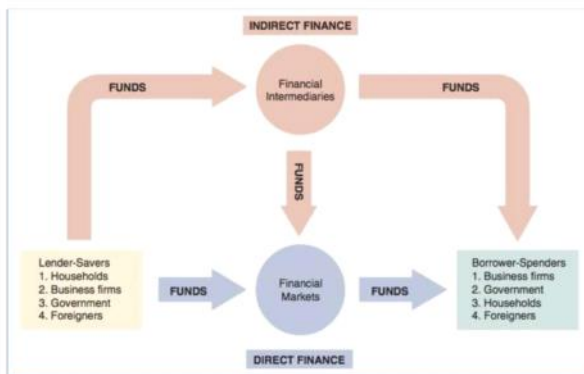 INDIRECT FINANCE
FUNDS
Financial
Intermediaries
FUNDS
FUNDS
Lender-Savers
1. Households
2. Business firms
3. Government
4. Foreigners
FUNDS
Financial
Markets
FUNDS
Borrower-Spenders
1. Business firms
2. Government
3. Households
4. Foreigners
DIRECT FINANCE